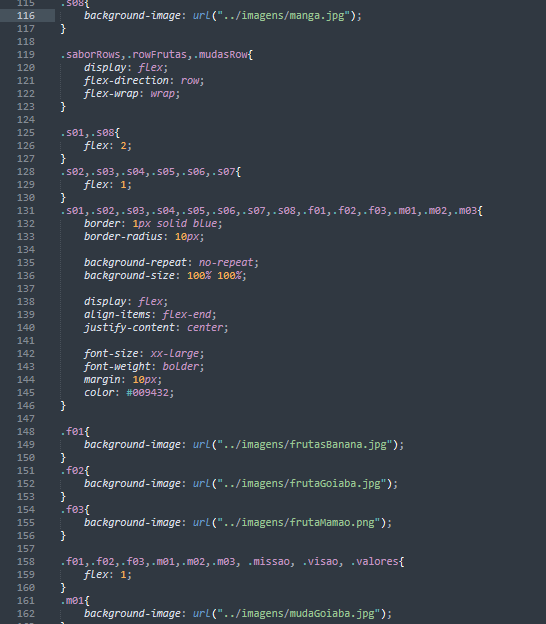 115 .s08{
116 background-image: url("../imagens/manga.jpg");
117 }
118
119 .saborRows,.rowFrutas,.mudasRow{
120 display: flex;
121 flex-direction: row;
122 flex-wrap: wrap;
123 }
124
125 .s01,.s08{
126 flex: 2;
127 }
128 .s02,.s03,.s04,.s05,.s06,.s07{
129 flex: 1;
130 }
131 .s01,.s02,.s03,.s04,.s05,.s06,.s07,.s08,.f01,.f02,.f03,.m01,.m02,.m03{
132 border: 1px solid blue;
133 border-radius: 10px;
134
135 background-repeat: no-repeat;
136 background-size: 100% 100%;
137
138 display: flex;
139 align-items: flex-end;
140 justify-content: center;
141
142 font-size: xx-large;
143 font-weight: bolder;
144 margin: 10px;
145 color: #009432;
146 }
147
148 .f01{
149 background-image: url("../imagens/frutasBanana.jpg");
150 }
151 .f02{
152 background-image: url("../imagens/frutaGoiaba.jpg");
153 }
154 .f03{
155 background-image: url("../imagens/frutaMamao.png");
156 }
157
158 .f01,.f02,.f03,.m01,.m02,.m03, .missao, .visao, .valores{
159 flex: 1;
160 }
161 .m01{
162 background-image: url("../imagens/mudaGoiaba.jpg");